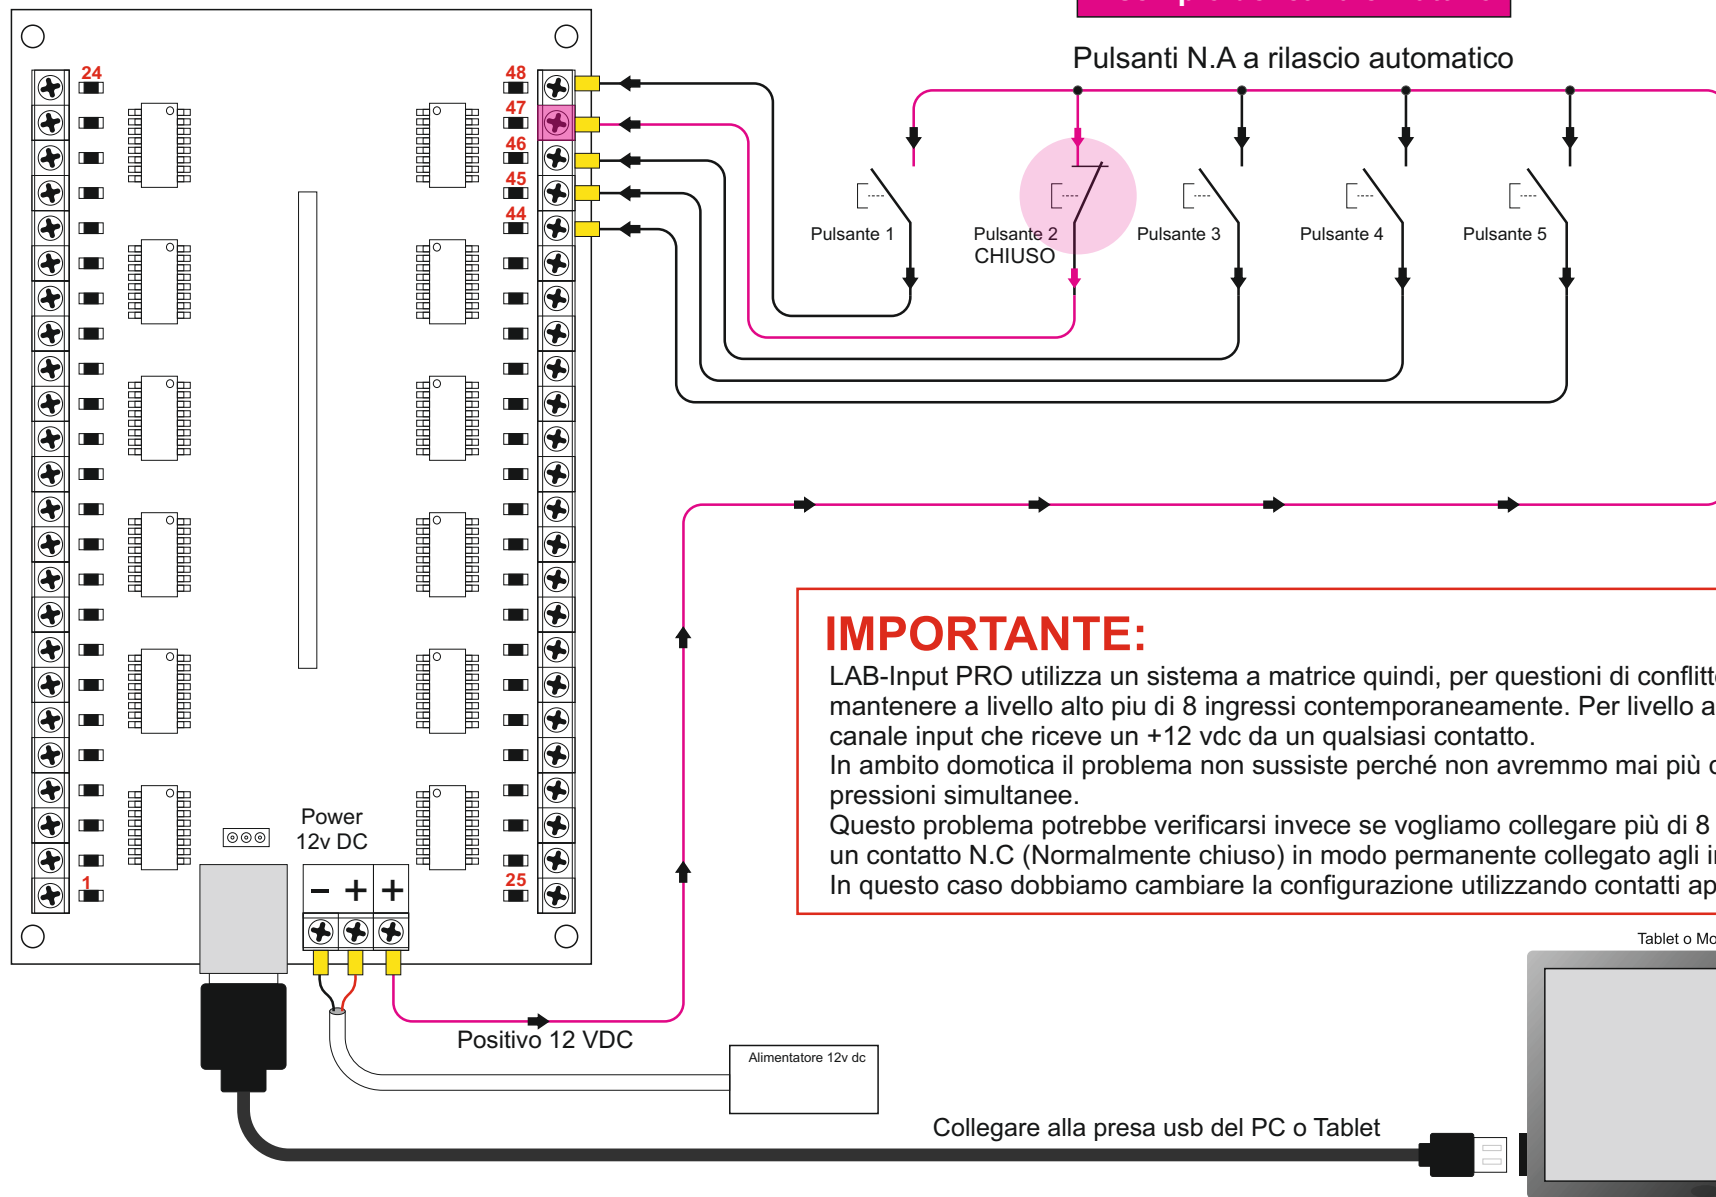 Pulsanti N.A a rilascio automatico
24
48
47
46
45
44
Pulsante 1
Pulsante 2
CHIUSO
Pulsante 3
Pulsante 4
Pulsante 5
IMPORTANTE:
LAB-Input PRO utilizza un sistema a matrice quindi, per questioni di
mantenere a livello alto piu di 8 ingressi contemporaneamente. Per livello
canale input che riceve un +12 vdc da un qualsiasi contatto.
In ambito domotica il problema non sussiste perché non avremmo mai più
pressioni simultanee.
Questo problema potrebbe verificarsi invece se vogliamo collegare più di 8
un contatto N.C (Normalmente chiuso) in modo permanente collegato agli
In questo caso dobbiamo cambiare la configurazione utilizzando contatti
Power
12v DC
1
25
- + +
Tablet o
Positivo 12 VDC
Alimentatore 12v dc
Collegare alla presa usb del PC o Tablet